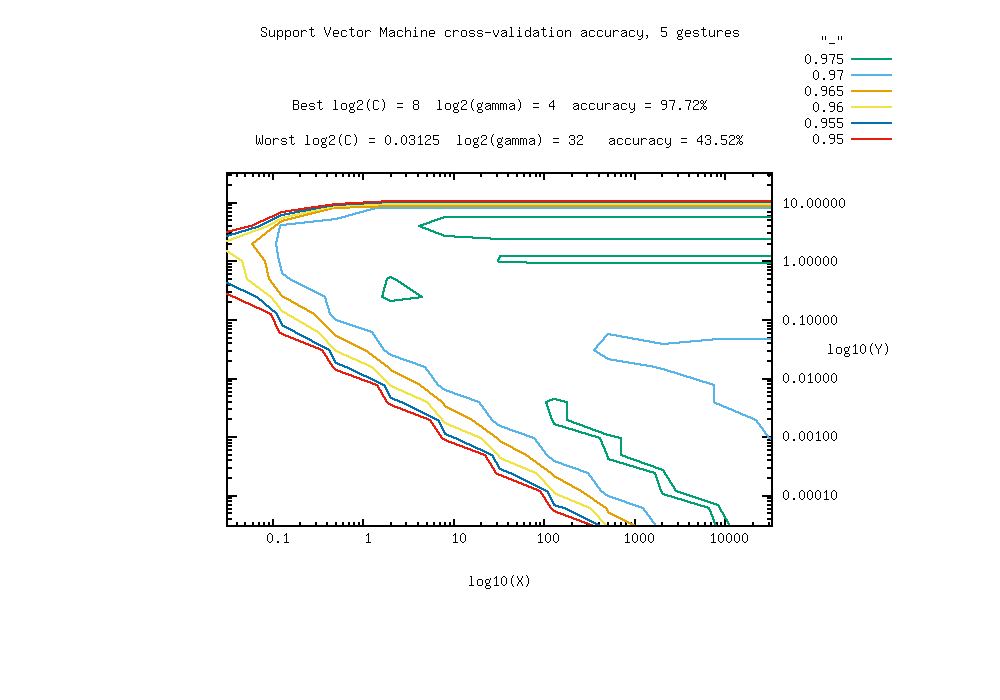 Support Vector Machine cross-validation accuracy, 5 gestures
"_"
0.975
0.97
0.965
0.96
0.955
0.95
Best log2(C) = 8  log2(gamma) = 4  accuracy = 97.72%
Worst log2(C) = 0.03125  log2(gamma) = 32   accuracy = 43.52%
10.00000
1.00000
0.10000
log10(Y)
0.01000
0.00100
0.00010
0.1 1 10 100 1000 10000
log10(X)